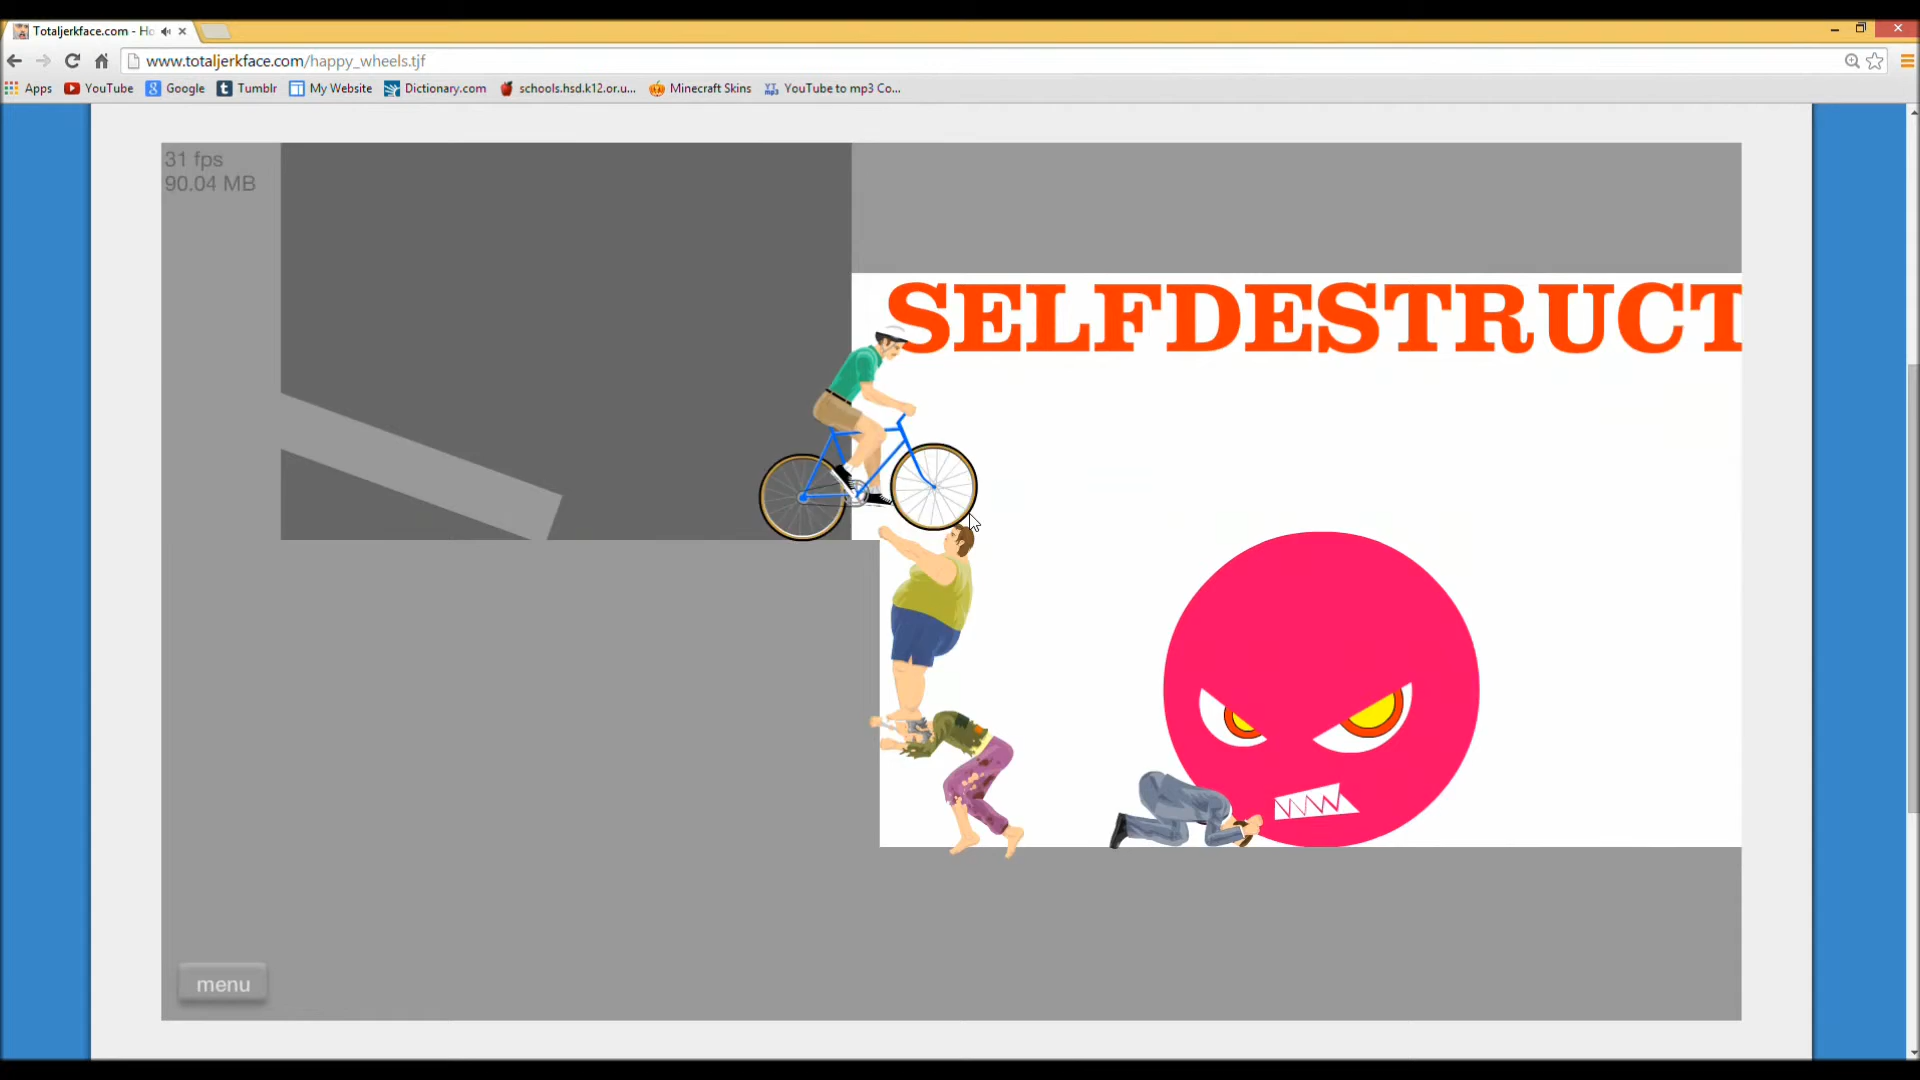 Totaljerkface.com - Ho
www.totaljerkface.com/happy_wheels.tjf
Apps YouTube Google Tumblr My Website Dictionary.com schools.hsd.k12.or.u... Minecraft Skins YouTube to mp3 Co...
31 fps
90.04 MB
SELFDESTRUCT
menu